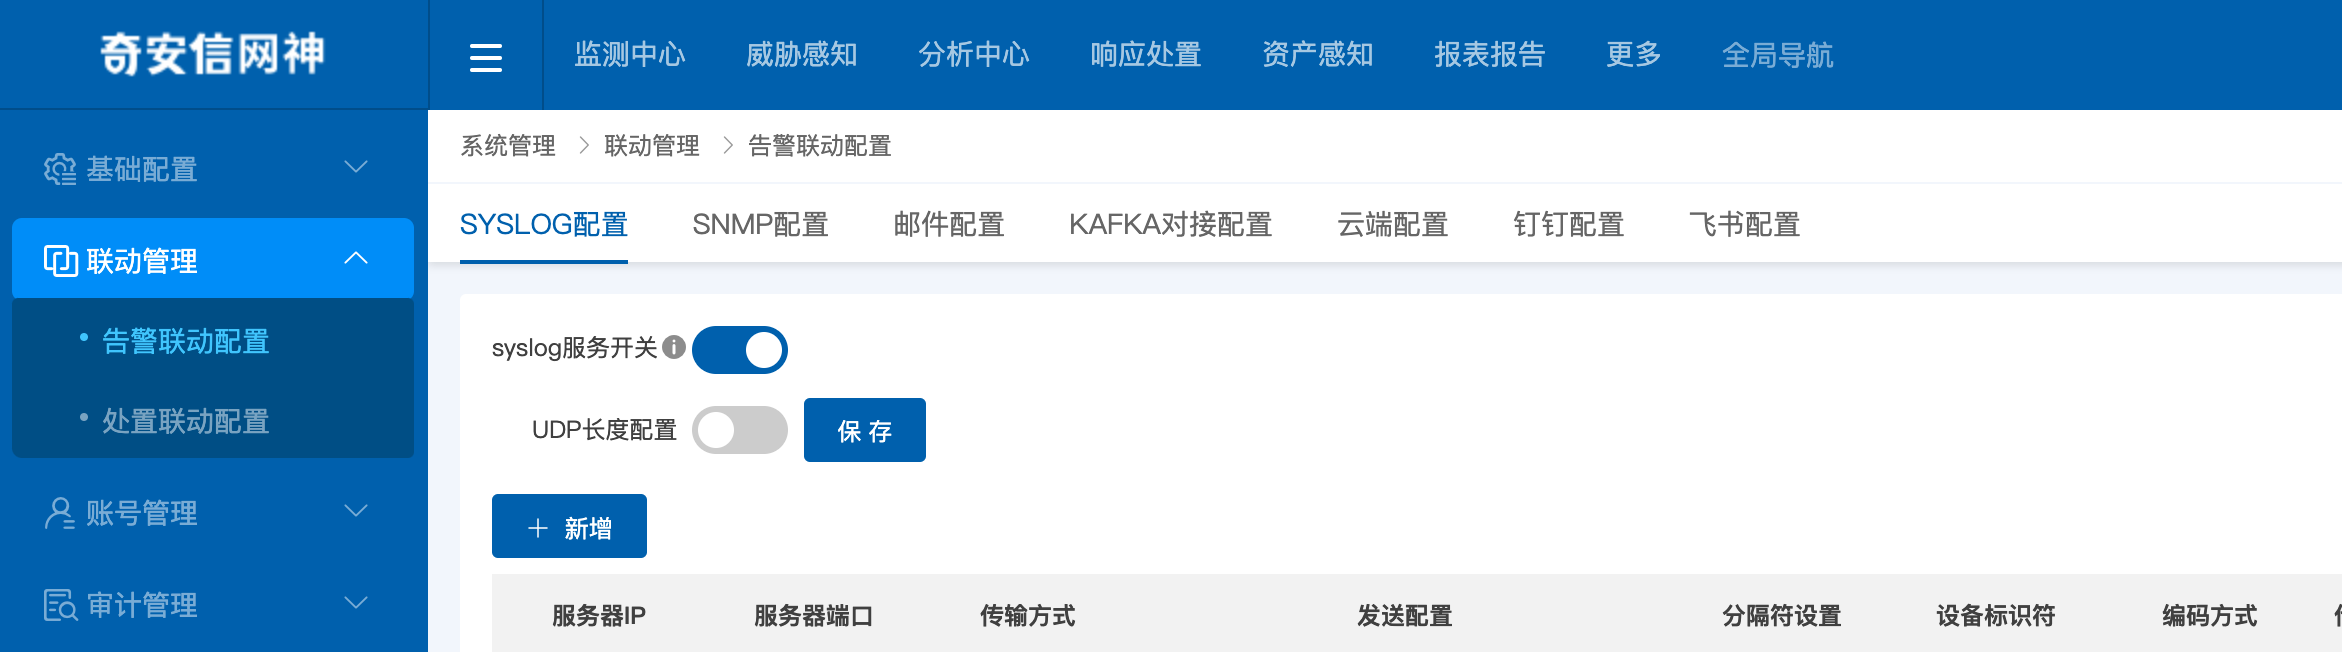 奇安信网神
监测中心 威胁感知 分析中心 响应处置 资产感知 报表报告 更多 全局导航
基础配置
联动管理
告警联动配置
处置联动配置
账号管理
审计管理
系统管理 > 联动管理 > 告警联动配置
SYSLOG配置 SNMP配置 邮件配置 KAFKA对接配置 云端配置 钉钉配置 飞书配置
syslog服务开关
UDP长度配置 保存
+ 新增
服务器IP 服务器端口 传输方式 发送配置 分隔符设置 设备标识符 编码方式